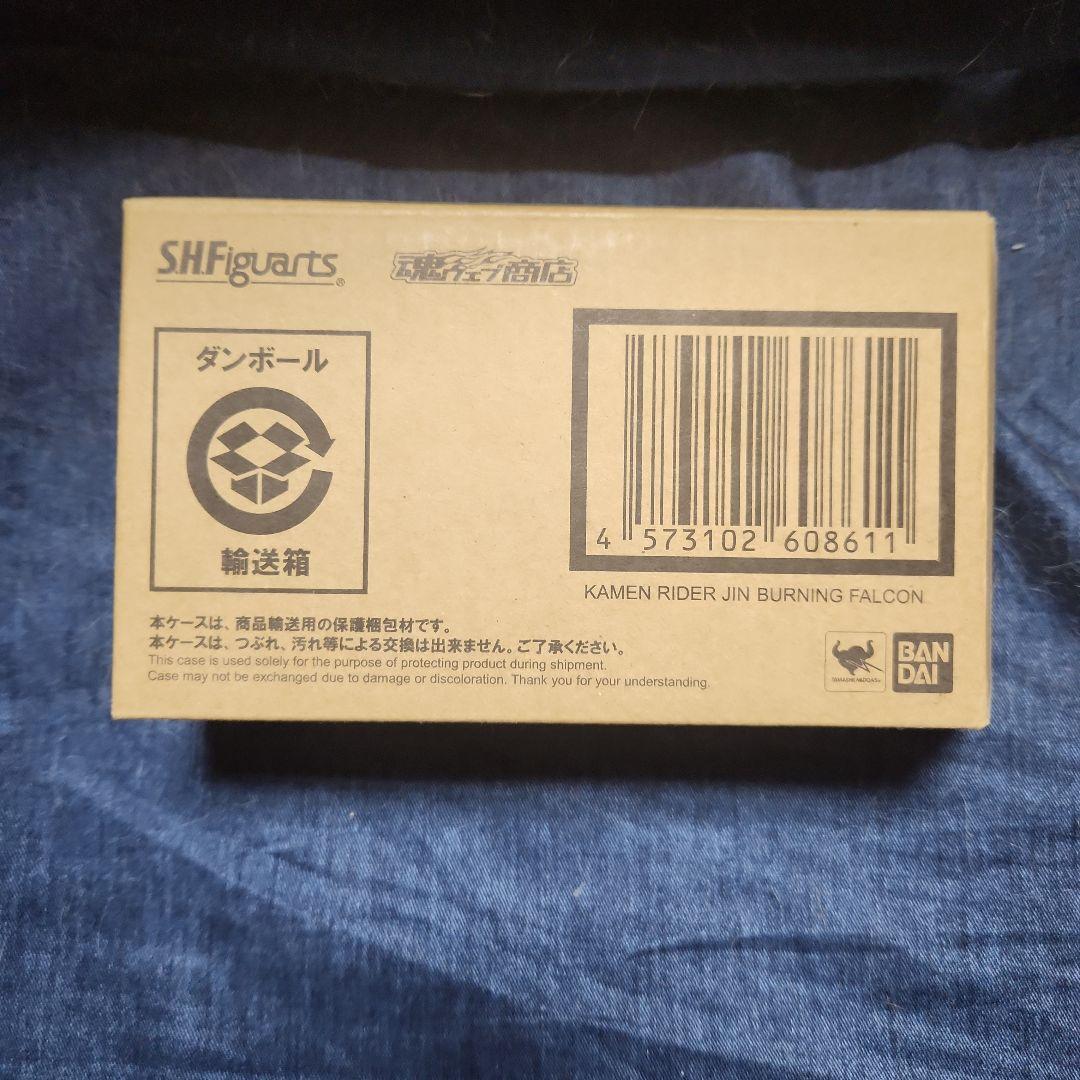 S.H.Figuarts®
魂ウェブ商店
ダンボール
輸送箱
4 573102 608611
KAMEN RIDER JIN BURNING FALCON
本ケースは、商品輸送用の保護梱包材です。
本ケースは、つぶれ、汚れ等による交換は出来ません。ご了承ください。
This case is used solely for the purpose of protecting product during shipment.
Case may not be exchanged due to damage or discoloration. Thank you for your understanding.
TAMASHII NATIONS
BAN
DAI